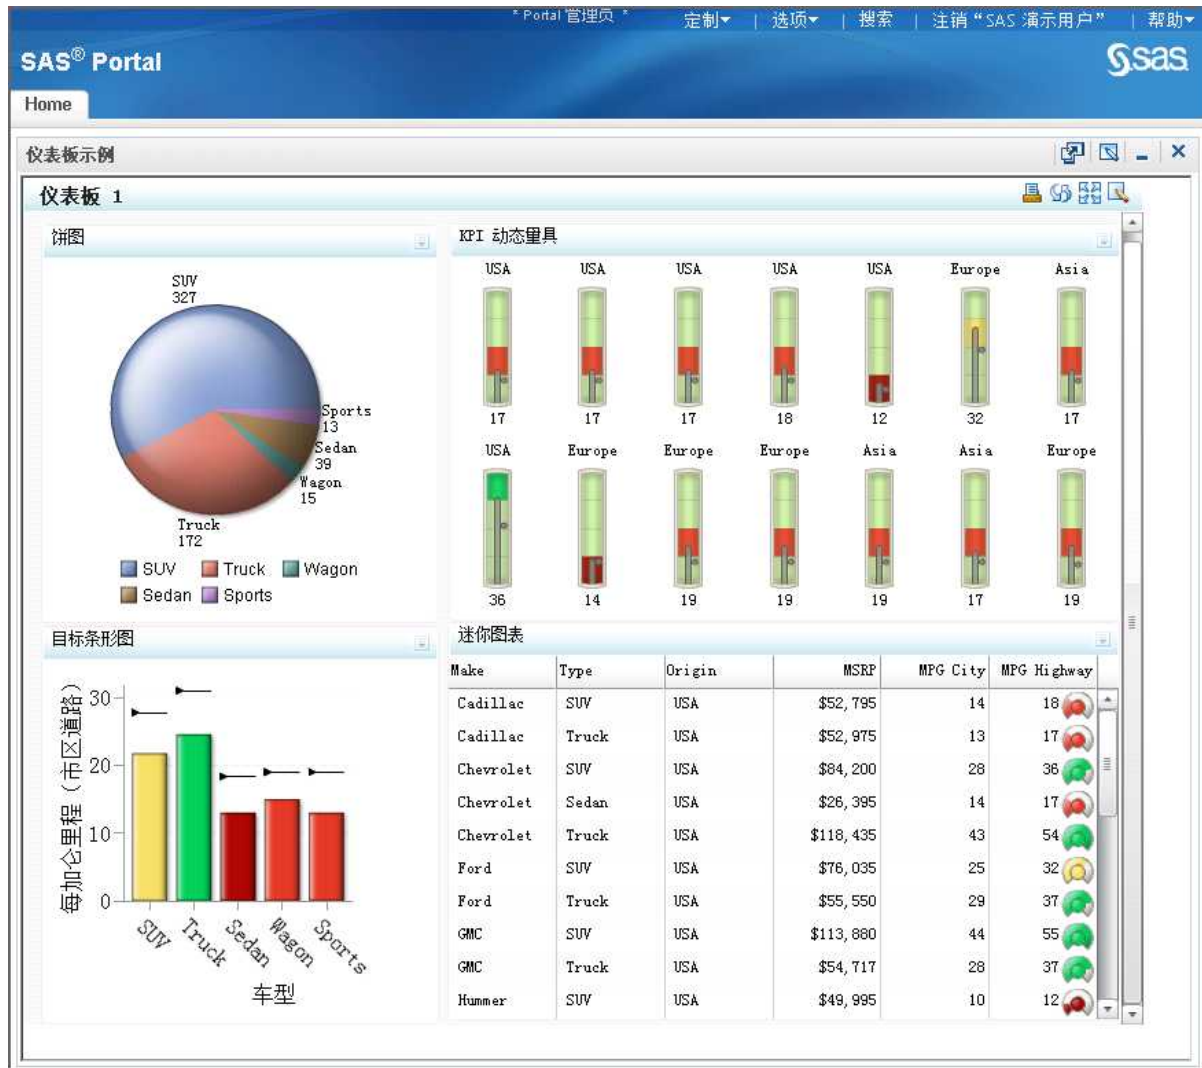 * Portal 管理员 *
定制 | 选项 | 搜索 | 注销“SAS 演示用户” | 帮助
SAS® Portal
sas
Home
仪表板示例
仪表板 1
饼图
SUV
327
Sports
13
Sedan
39
Wagon
15
Truck
172
SUV Truck Wagon
Sedan Sports
KPI 动态量具
USA USA USA USA USA Europe Asia
17 17 17 18 12 32 17
USA Europe Europe Europe Asia Asia Europe
36 14 19 19 19 17 19
目标条形图
每加仑里程（市区道路）
30
20
10
0
SUV Truck Sedan Wagon Sports
车型
迷你图表
Make Type Origin MSRP MPG City MPG Highway
Cadillac SUV USA $52,795 14 18
Cadillac Truck USA $52,975 13 17
Chevrolet SUV USA $84,200 28 36
Chevrolet Sedan USA $26,395 14 17
Chevrolet Truck USA $118,435 43 54
Ford SUV USA $76,035 25 32
Ford Truck USA $55,550 29 37
GMC SUV USA $113,880 44 55
GMC Truck USA $54,717 28 37
Hummer SUV USA $49,995 10 12